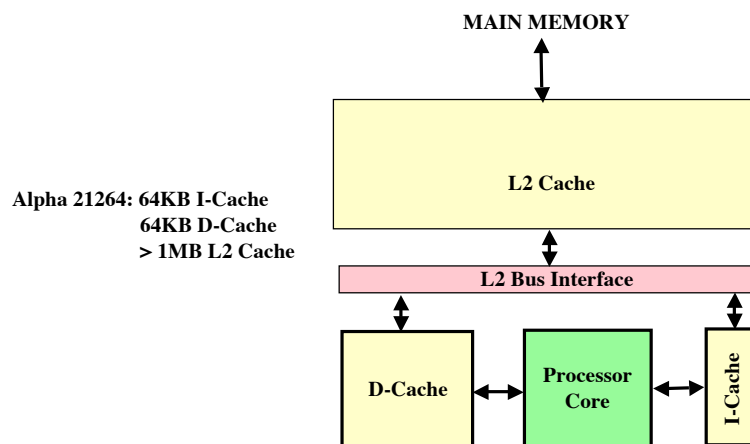 MAIN MEMORY
L2 Cache
Alpha 21264: 64KB I-Cache
64KB D-Cache
> 1MB L2 Cache
L2 Bus Interface
D-Cache
Processor
Core
I-Cache